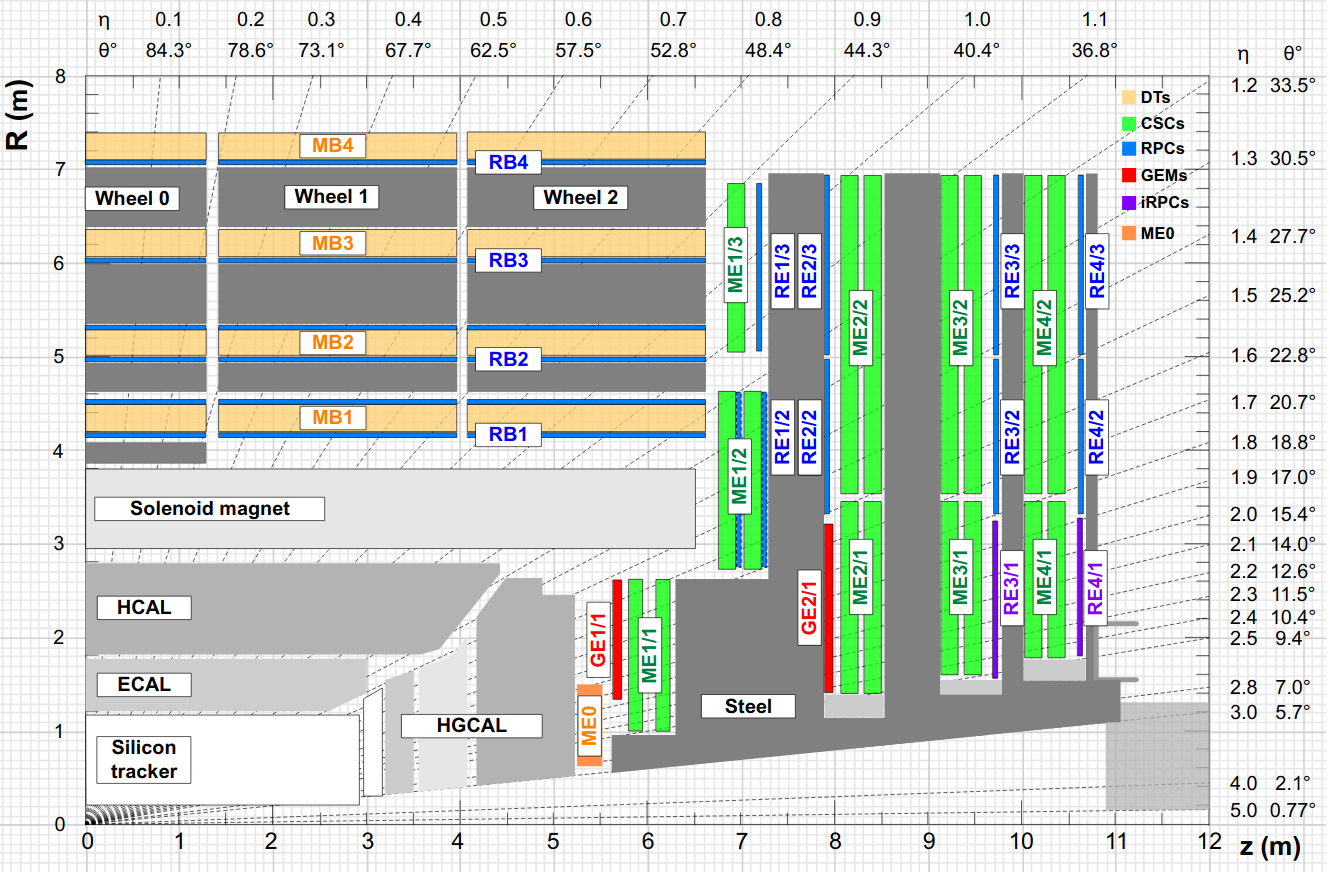 η 0.1 0.2 0.3 0.4 0.5 0.6 0.7 0.8 0.9 1.0 1.1
θ° 84.3° 78.6° 73.1° 67.7° 62.5° 57.5° 52.8° 48.4° 44.3° 40.4° 36.8° η θ°
R (m)
8
7
6
5
4
3
2
1
0
1.2 33.5°
1.3 30.5°
1.4 27.7°
1.5 25.2°
1.6 22.8°
1.7 20.7°
1.8 18.8°
1.9 17.0°
2.0 15.4°
2.1 14.0°
2.2 12.6°
2.3 11.5°
2.4 10.4°
2.5 9.4°
2.8 7.0°
3.0 5.7°
4.0 2.1°
5.0 0.77°
DTs
CSCs
RPCs
GEMs
iRPCs
ME0
MB4
RB4
Wheel 0
Wheel 1
Wheel 2
MB3
RB3
MB2
RB2
MB1
RB1
Solenoid magnet
HCAL
ECAL
Silicon
tracker
HGCAL
Steel
ME0
GE1/1
ME1/1
ME1/2
ME1/3
RE1/3
RE2/3
RE1/2
RE2/2
GE2/1
ME2/2
ME2/1
ME3/2
ME3/1
RE3/3
RE3/2
RE3/1
ME4/2
ME4/1
RE4/3
RE4/2
RE4/1
0 1 2 3 4 5 6 7 8 9 10 11 12
z (m)